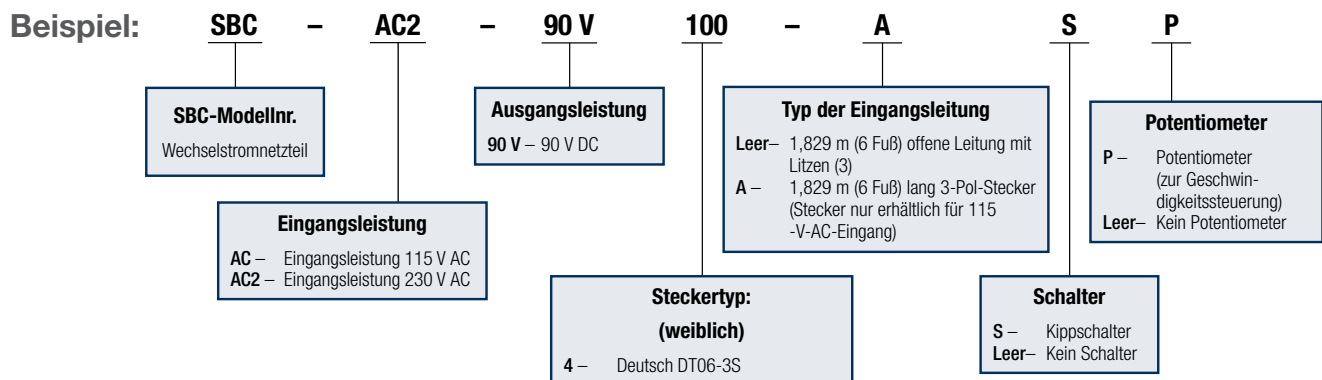 Beispiel: SBC – AC2 – 90 V 100 – A S P
SBC-Modellnr.
Wechselstromnetzteil
Eingangsleistung
AC – Eingangsleistung 115 V AC
AC2 – Eingangsleistung 230 V AC
Ausgangsleistung
90 V – 90 V DC
Steckertyp:
(weiblich)
4 – Deutsch DT06-3S
Typ der Eingangsleitung
Leer– 1,829 m (6 Fuß) offene Leitung mit
Litzen (3)
A – 1,829 m (6 Fuß) lang 3-Pol-Stecker
(Stecker nur erhältlich für 115
-V-AC-Eingang)
Schalter
S – Kippschalter
Leer– Kein Schalter
Potentiometer
P – Potentiometer
(zur Geschwin-
digkeitssteuerung)
Leer– Kein Potentiometer